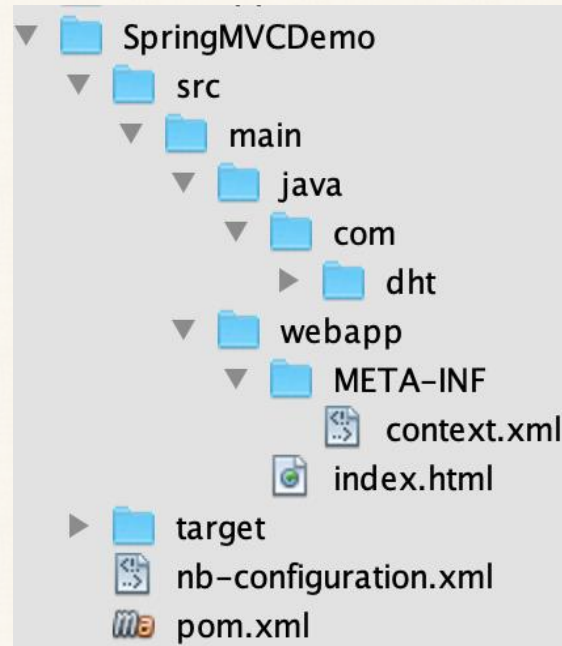 SpringMVCDemo
src
main
java
com
dht
webapp
META-INF
context.xml
index.html
target
nb-configuration.xml
pom.xml